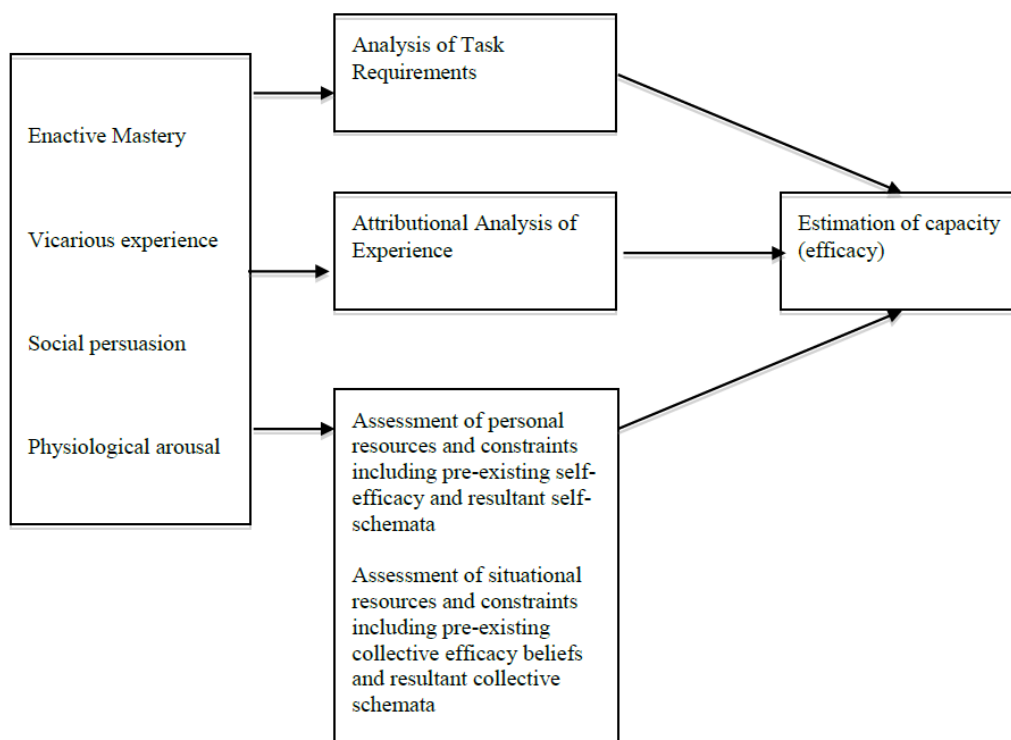 Enactive Mastery
Vicarious experience
Social persuasion
Physiological arousal
Analysis of Task
Requirements
Attributional Analysis of
Experience
Assessment of personal
resources and constraints
including pre-existing self-
efficacy and resultant self-
schemata
Assessment of situational
resources and constraints
including pre-existing
collective efficacy beliefs
and resultant collective
schemata
Estimation of capacity
(efficacy)